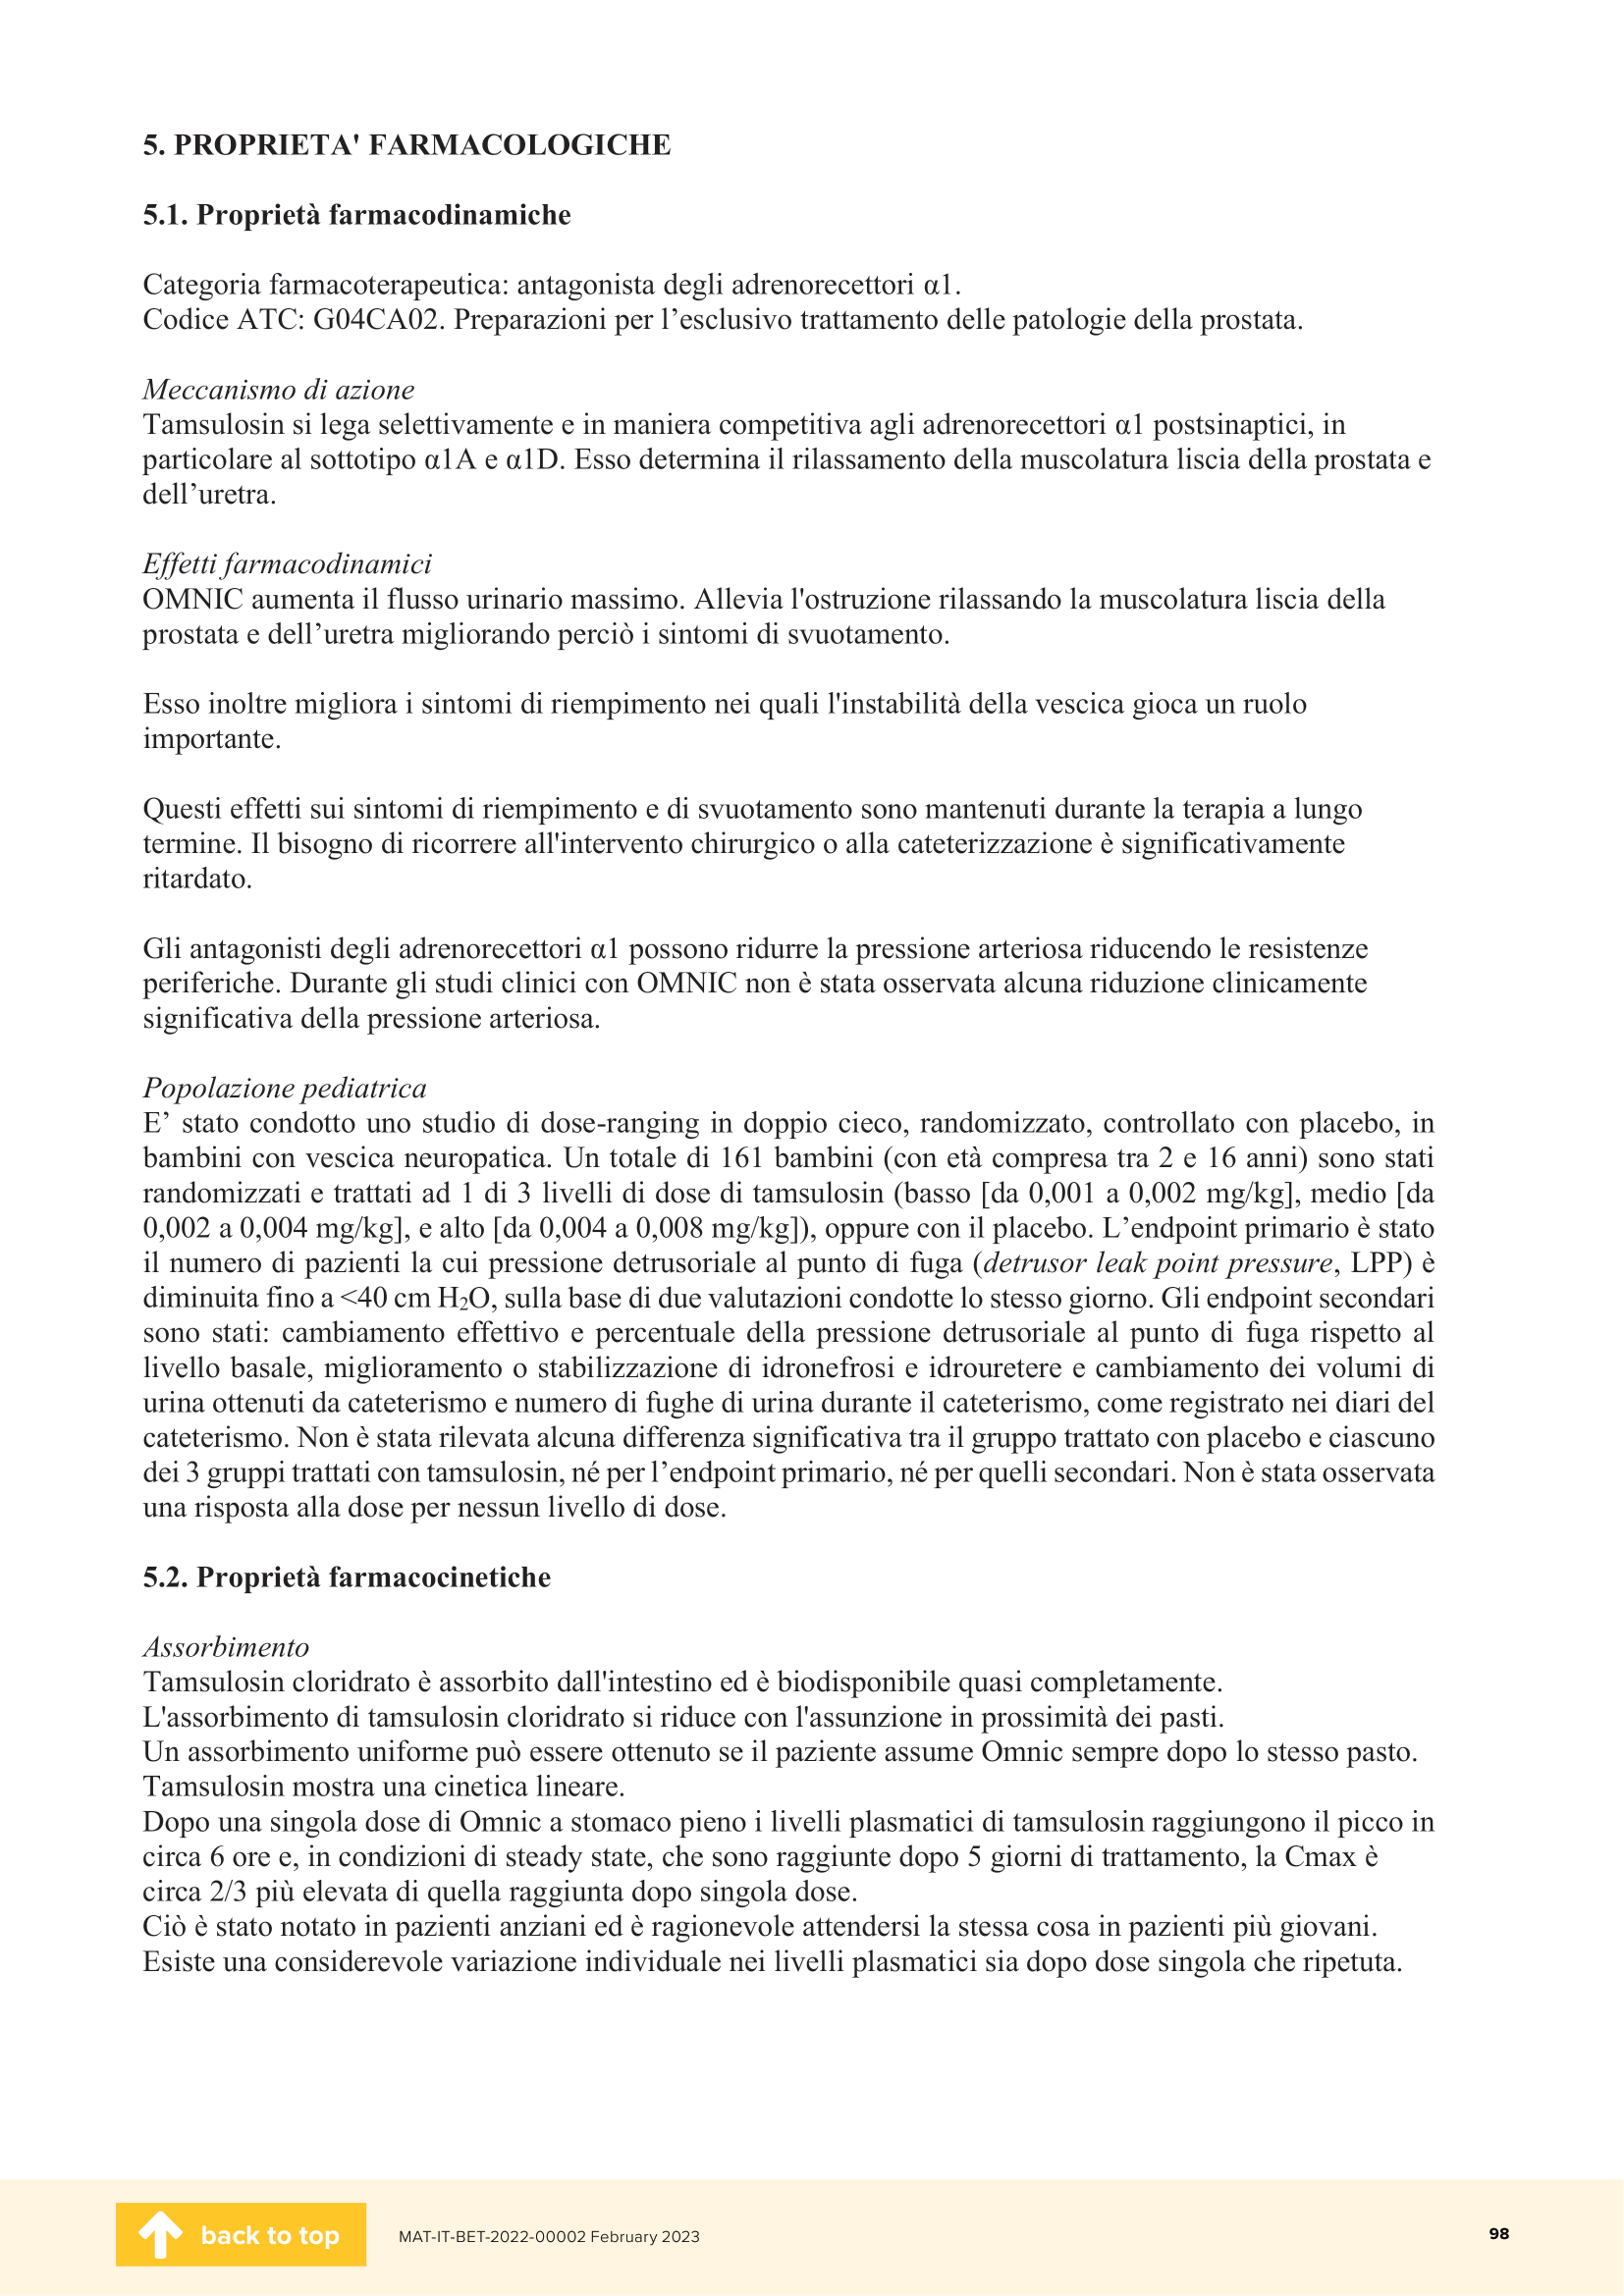 5. PROPRIETA' FARMACOLOGICHE
5.1. Proprietà farmacodinamiche
Categoria farmacoterapeutica: antagonista degli adrenorecettori α1.
Codice ATC: G04CA02. Preparazioni per l’esclusivo trattamento delle patologie della prostata.
Meccanismo di azione
Tamsulosin si lega selettivamente e in maniera competitiva agli adrenorecettori α1 postsinaptici, in
particolare al sottotipo α1A e α1D. Esso determina il rilassamento della muscolatura liscia della prostata e
dell’uretra.
Effetti farmacodinamici
OMNIC aumenta il flusso urinario massimo. Allevia l'ostruzione rilassando la muscolatura liscia della
prostata e dell’uretra migliorando perciò i sintomi di svuotamento.
Esso inoltre migliora i sintomi di riempimento nei quali l'instabilità della vescica gioca un ruolo
importante.
Questi effetti sui sintomi di riempimento e di svuotamento sono mantenuti durante la terapia a lungo
termine. Il bisogno di ricorrere all'intervento chirurgico o alla cateterizzazione è significativamente
ritardato.
Gli antagonisti degli adrenorecettori α1 possono ridurre la pressione arteriosa riducendo le resistenze
periferiche. Durante gli studi clinici con OMNIC non è stata osservata alcuna riduzione clinicamente
significativa della pressione arteriosa.
Popolazione pediatrica
E’ stato condotto uno studio di dose-ranging in doppio cieco, randomizzato, controllato con placebo, in
bambini con vescica neuropatica. Un totale di 161 bambini (con età compresa tra 2 e 16 anni) sono stati
randomizzati e trattati ad 1 di 3 livelli di dose di tamsulosin (basso [da 0,001 a 0,002 mg/kg], medio [da
0,002 a 0,004 mg/kg], e alto [da 0,004 a 0,008 mg/kg]), oppure con il placebo. L’endpoint primario è stato
il numero di pazienti la cui pressione detrusoriale al punto di fuga (detrusor leak point pressure, LPP) è
diminuita fino a <40 cm H₂O, sulla base di due valutazioni condotte lo stesso giorno. Gli endpoint secondari
sono stati: cambiamento effettivo e percentuale della pressione detrusoriale al punto di fuga rispetto al
livello basale, miglioramento o stabilizzazione di idronefrosi e idrouretere e cambiamento dei volumi di
urina ottenuti da cateterismo e numero di fughe di urina durante il cateterismo, come registrato nei diari del
cateterismo. Non è stata rilevata alcuna differenza significativa tra il gruppo trattato con placebo e ciascuno
dei 3 gruppi trattati con tamsulosin, né per l’endpoint primario, né per quelli secondari. Non è stata osservata
una risposta alla dose per nessun livello di dose.
5.2. Proprietà farmacocinetiche
Assorbimento
Tamsulosin cloridrato è assorbito dall'intestino ed è biodisponibile quasi completamente.
L'assorbimento di tamsulosin cloridrato si riduce con l'assunzione in prossimità dei pasti.
Un assorbimento uniforme può essere ottenuto se il paziente assume Omnic sempre dopo lo stesso pasto.
Tamsulosin mostra una cinetica lineare.
Dopo una singola dose di Omnic a stomaco pieno i livelli plasmatici di tamsulosin raggiungono il picco in
circa 6 ore e, in condizioni di steady state, che sono raggiunte dopo 5 giorni di trattamento, la Cmax è
circa 2/3 più elevata di quella raggiunta dopo singola dose.
Ciò è stato notato in pazienti anziani ed è ragionevole attendersi la stessa cosa in pazienti più giovani.
Esiste una considerevole variazione individuale nei livelli plasmatici sia dopo dose singola che ripetuta.
back to top
MAT-IT-BET-2022-00002 February 2023
98